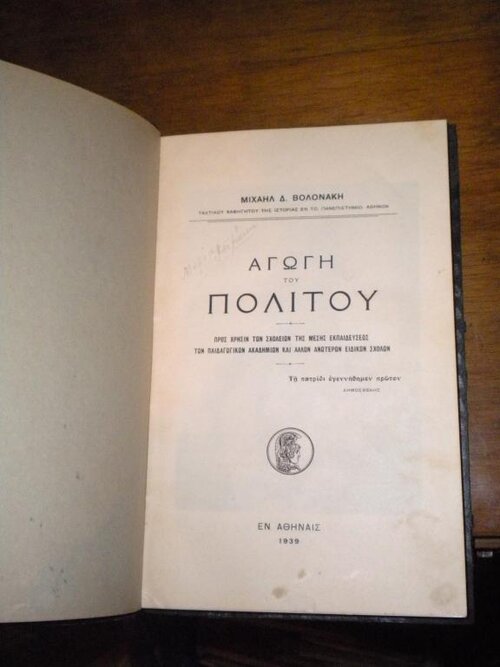 ΜΙΧΑΗΛ Δ. ΒΟΛΟΝΑΚΗ
ΤΑΚΤΙΚΟΥ ΚΑΘΗΓΗΤΟΥ ΤΗΣ ΙΣΤΟΡΙΑΣ ΕΝ ΤΩ ΠΑΝΕΠΙΣΤΗΜΙΩ ΑΘΗΝΩΝ
ΑΓΩΓΗ
ΤΟΥ
ΠΟΛΙΤΟΥ
ΠΡΟΣ ΧΡΗΣΙΝ ΤΩΝ ΣΧΟΛΕΙΩΝ ΤΗΣ ΜΕΣΗΣ ΕΚΠΑΙΔΕΥΣΕΩΣ
ΤΩΝ ΠΑΙΔΑΓΩΓΙΚΩΝ ΑΚΑΔΗΜΙΩΝ ΚΑΙ ΑΛΛΩΝ ΑΝΩΤΕΡΩΝ ΕΙΔΙΚΩΝ ΣΧΟΛΩΝ
Τῇ πατρίδι ἐγεννήθημεν πρῶτον
ΔΗΜΟΣΘΕΝΗΣ
ΕΝ ΑΘΗΝΑΙΣ
1939